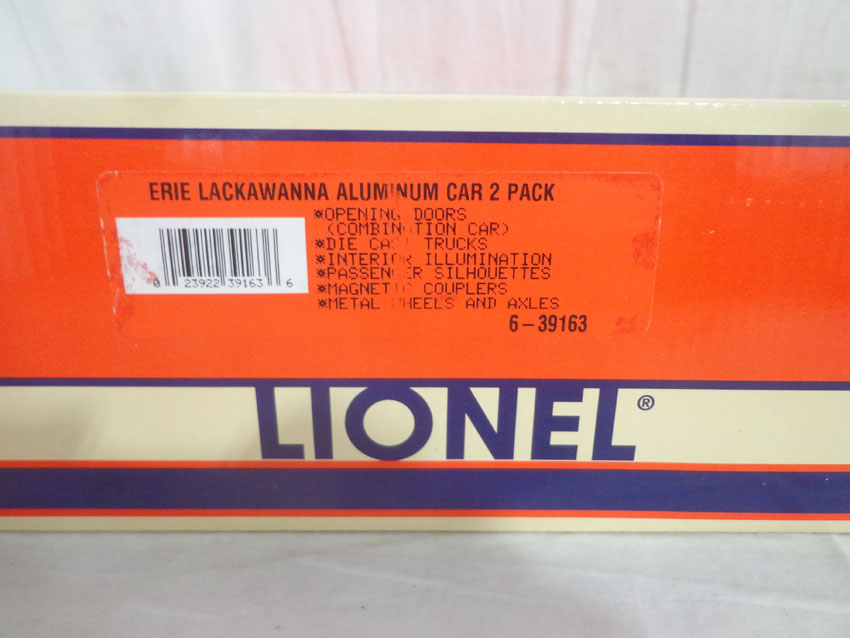 ERIE LACKAWANNA ALUMINUM CAR 2 PACK
*OPENING DOORS
(COMBINATION CAR)
*DIE CAST TRUCKS
*INTERIOR ILLUMINATION
*PASSENGER SILHOUETTES
*MAGNETIC COUPLERS
*METAL WHEELS AND AXLES
0 23922 39163 6
6-39163
LIONEL®